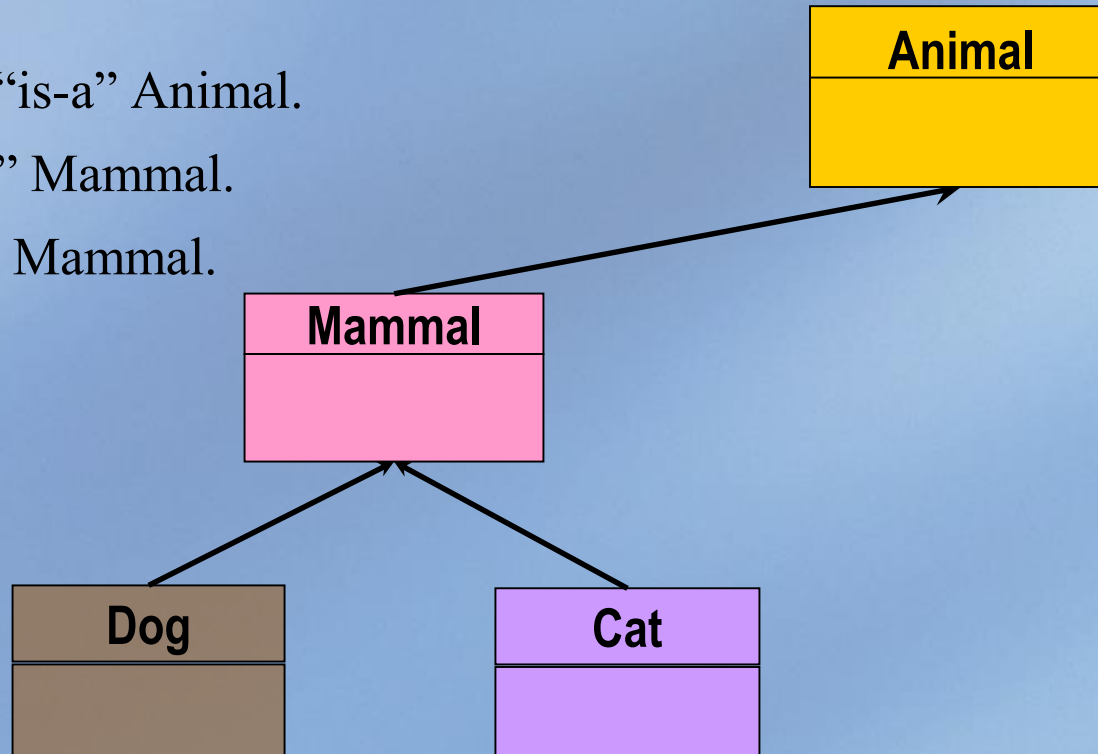 “is-a” Animal.
” Mammal.
Mammal.
Animal
Mammal
Dog
Cat